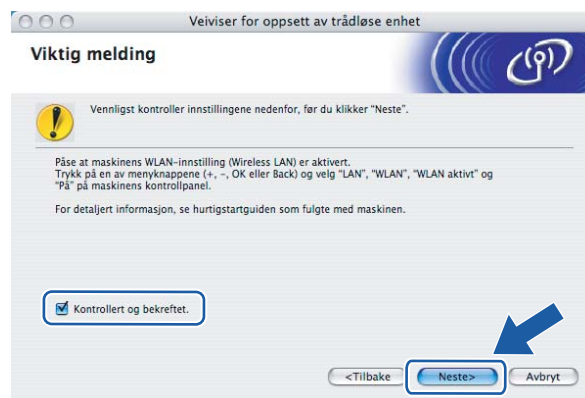 Veiviser for oppsett av trådløse enhet
Viktig melding
Vennligst kontroller innstillingene nedenfor, før du klikker "Neste".
Påse at maskinens WLAN-innstilling (Wireless LAN) er aktivert.
Trykk på en av menyknappene (+, -, OK eller Back) og velg "LAN", "WLAN", "WLAN aktivt" og
"På" på maskinens kontrollpanel.
For detaljert informasjon, se hurtigstartguiden som fulgte med maskinen.
Kontrollert og bekreftet.
<Tilbake Neste> Avbryt